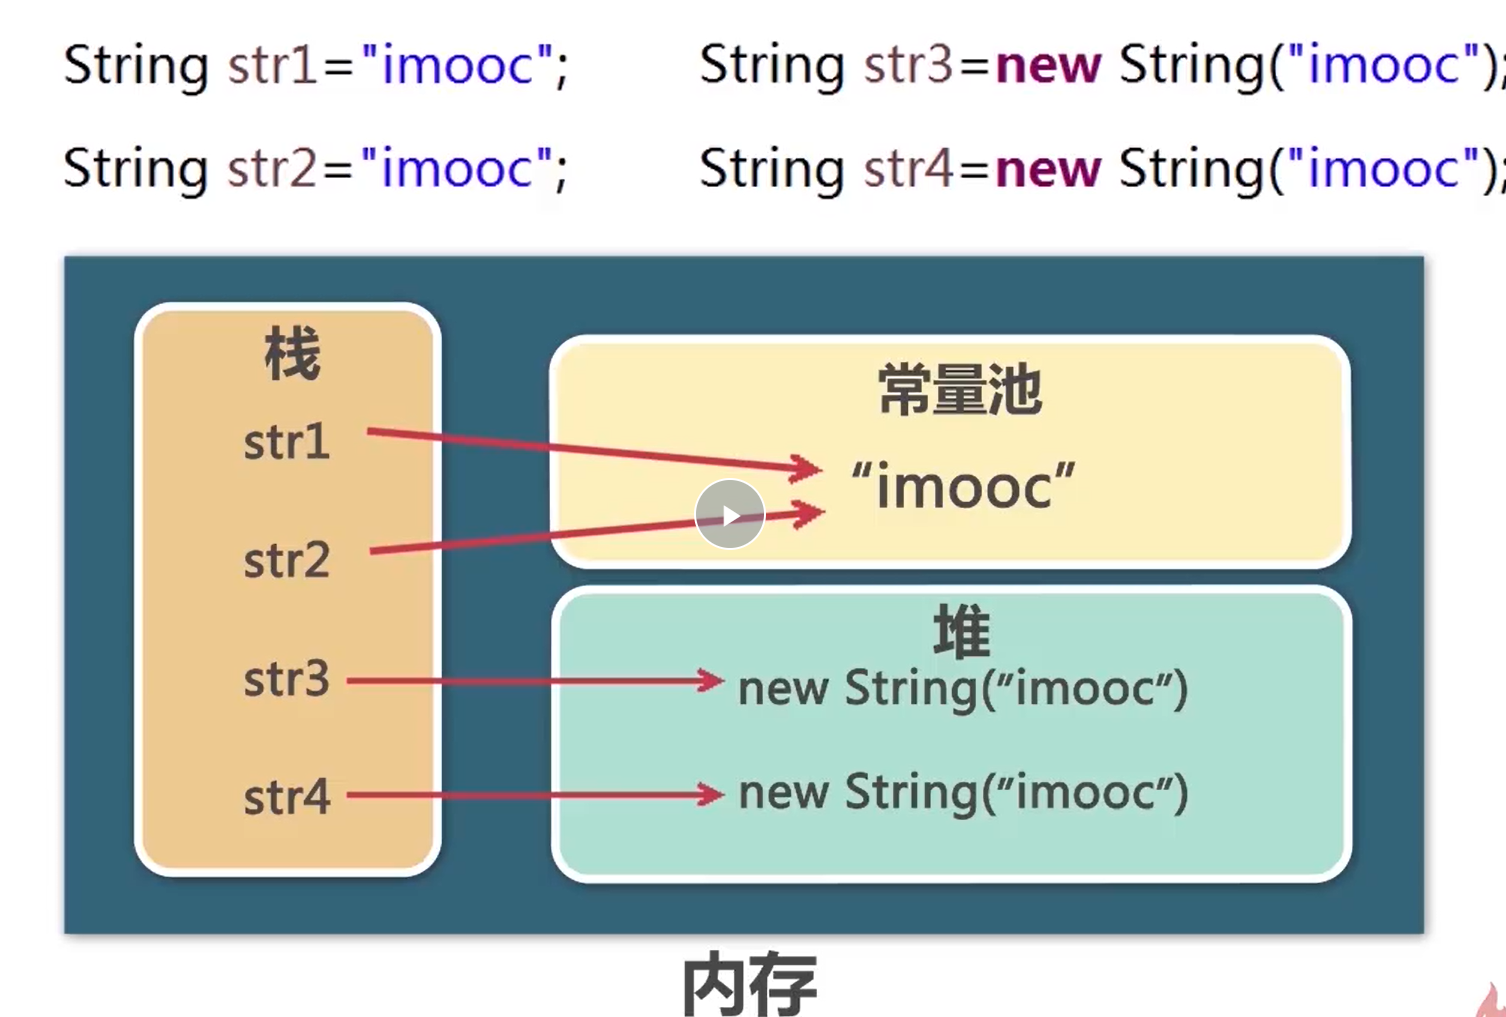 String str1="imooc"; String str3=new String("imooc");
String str2="imooc"; String str4=new String("imooc");
栈
常量池
str1
“imooc”
str2
堆
str3
new String(”imooc”)
str4
new String(”imooc”)
内存